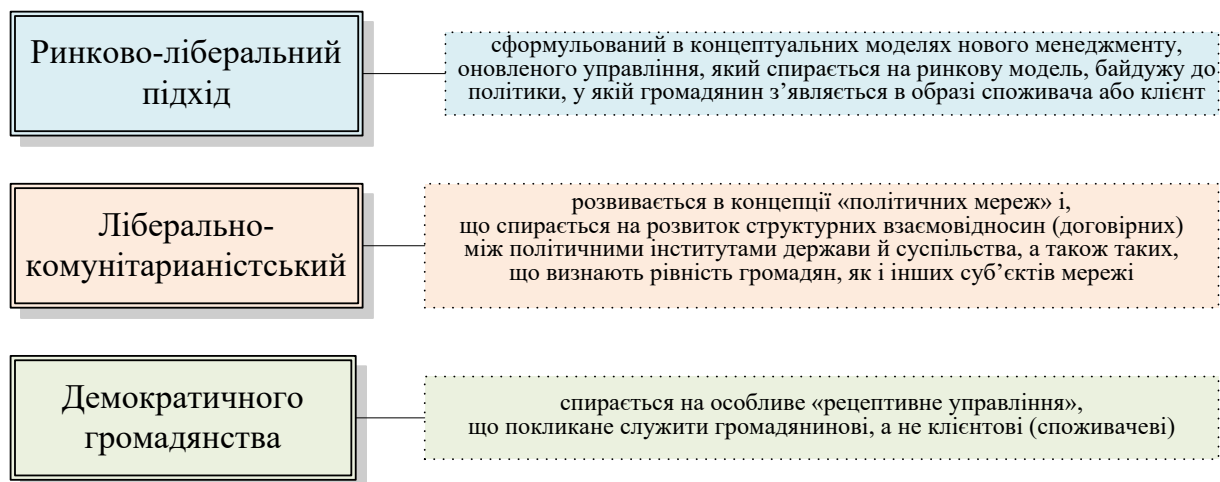 Ринково-ліберальний
підхід
сформульований в концептуальних моделях нового менеджменту,
оновленого управління, який спирається на ринкову модель, байдужу до
політики, у якій громадянин з’являється в образі споживача або клієнт
Ліберально-
комунітарианістський
розвивається в концепції «політичних мереж» і,
що спирається на розвиток структурних взаємовідносин (договірних)
між політичними інститутами держави й суспільства, а також таких,
що визнають рівність громадян, як і інших суб’єктів мережі
Демократичного
громадянства
спирається на особливе «рецептивне управління»,
що покликане служити громадянинові, а не клієнтові (споживачеві)